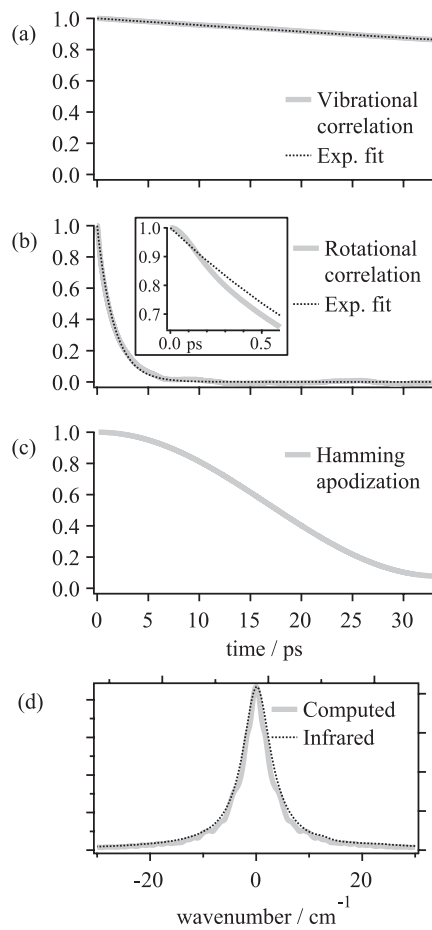 (a)
1.0
0.8
0.6
0.4
0.2
0.0
Vibrational
correlation
Exp. fit
(b)
1.0
0.8
0.6
0.4
0.2
0.0
1.0
0.9
0.8
0.7
0.0 ps 0.5
Rotational
correlation
Exp. fit
(c)
1.0
0.8
0.6
0.4
0.2
0.0
Hamming
apodization
0 5 10 15 20 25 30
time / ps
(d)
Computed
Infrared
-20 0 20
wavenumber / cm-1